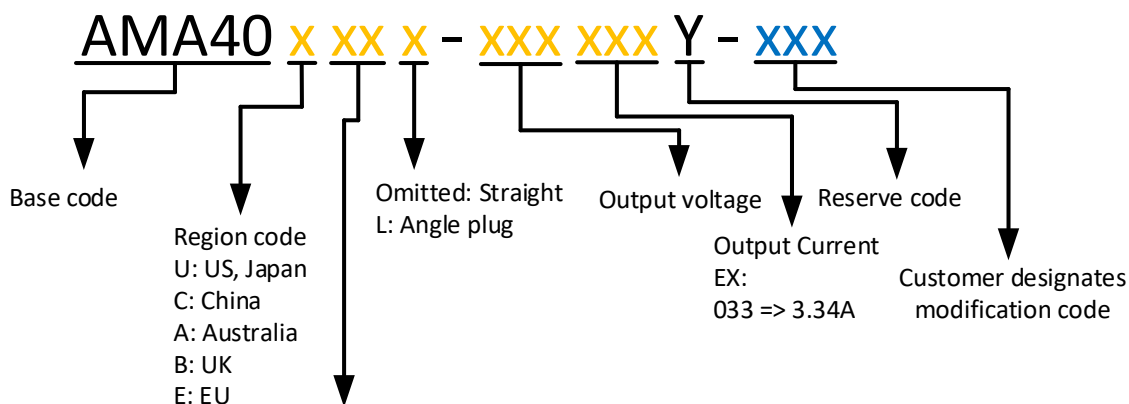 AMA40 x xx x - xxx xxx Y - xxx
Base code
Omitted: Straight
L: Angle plug
Output voltage
Reserve code
Region code
U: US, Japan
C: China
A: Australia
B: UK
E: EU
Output Current
EX:
033 => 3.34A
Customer designates
modification code